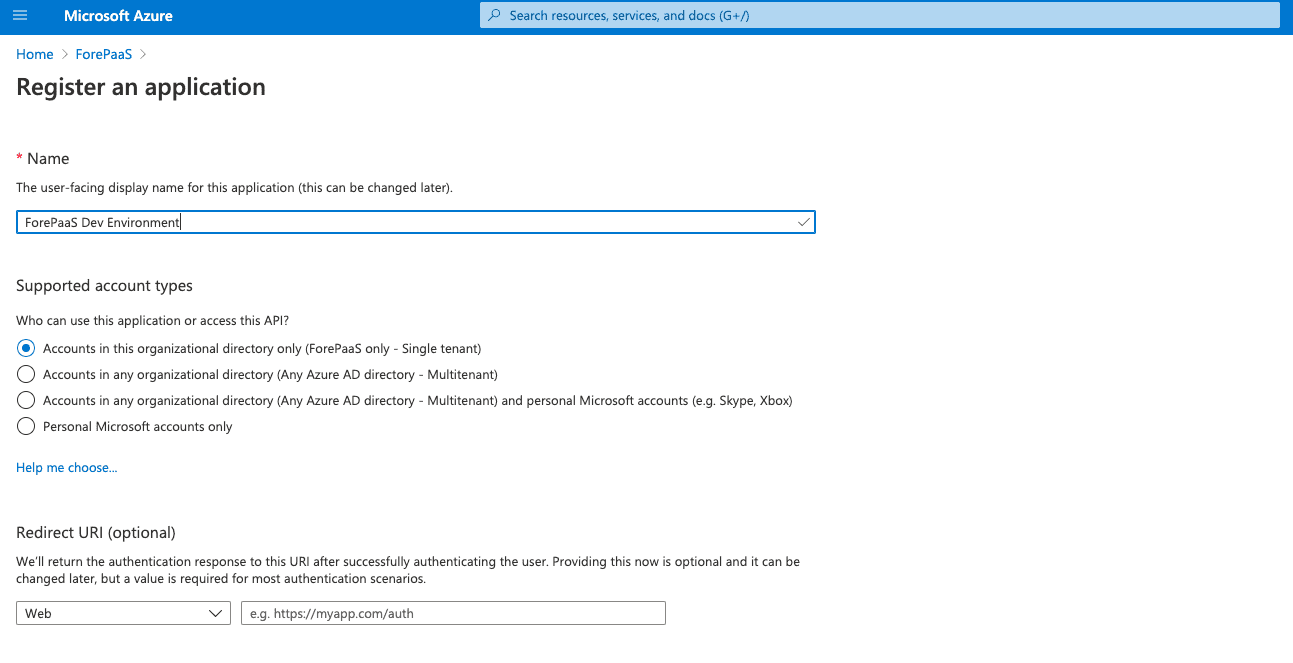 Microsoft Azure
Search resources, services, and docs (G+/)
Home > ForePaaS >
Register an application
* Name
The user-facing display name for this application (this can be changed later).
ForePaaS Dev Environment
Supported account types
Who can use this application or access this API?
Accounts in this organizational directory only (ForePaaS only - Single tenant)
Accounts in any organizational directory (Any Azure AD directory - Multitenant)
Accounts in any organizational directory (Any Azure AD directory - Multitenant) and personal Microsoft accounts (e.g. Skype, Xbox)
Personal Microsoft accounts only
Help me choose...
Redirect URI (optional)
We'll return the authentication response to this URI after successfully authenticating the user. Providing this now is optional and it can be
changed later, but a value is required for most authentication scenarios.
Web
e.g. https://myapp.com/auth